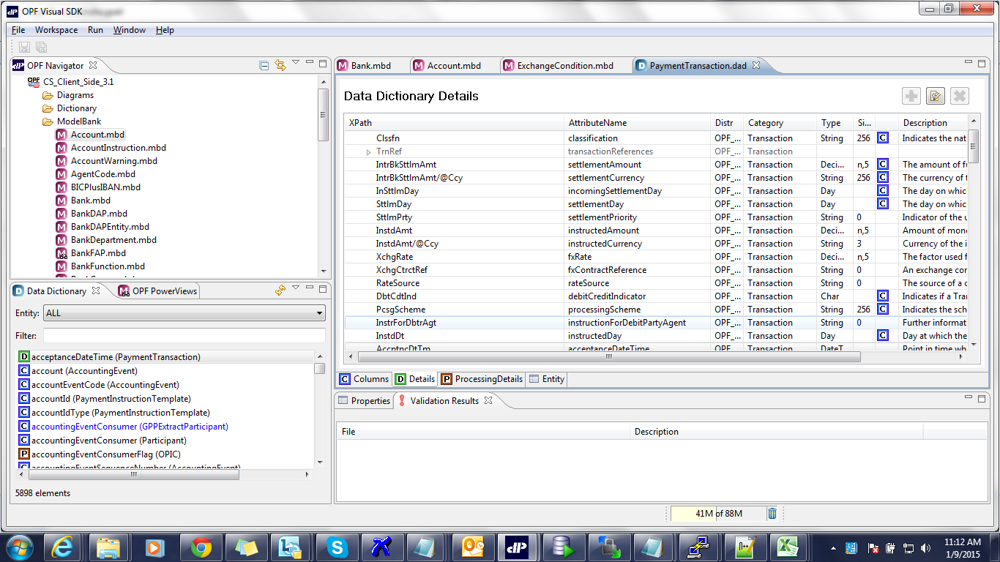 OPF Visual SDK
File Workspace Run Window Help
OPF Navigator
CS_Client_Side_3.1
Diagrams
Dictionary
ModelBank
Account.mbd
AccountInstruction.mbd
AccountWarning.mbd
AgentCode.mbd
BICPlusIBAN.mbd
Bank.mbd
BankDAP.mbd
BankDAPEntity.mbd
BankDepartment.mbd
BankFAP.mbd
BankFunction.mbd
Data Dictionary OPF PowerViews
Entity: ALL
Filter:
D acceptanceDateTime (PaymentTransaction)
C account (AccountingEvent)
C accountEventCode (AccountingEvent)
C accountId (PaymentInstructionTemplate)
C accountIdType (PaymentInstructionTemplate)
C accountingEventConsumer (GPPExtractParticipant)
C accountingEventConsumer (Participant)
P accountingEventConsumerFlag (OPIC)
C accountingEventSequenceNumber (AccountingEvent)
5898 elements
Bank.mbd Account.mbd ExchangeCondition.mbd PaymentTransaction.dad
Data Dictionary Details
XPath AttributeName Distr Category Type Si... Description
Clssfn classification OPF_... Transaction String 256 C Indicates the nat
TrnRef transactionReferences OPF_... Transaction
IntrBkSttlmAmt settlementAmount OPF_... Transaction Deci... n,5 C The amount of fu
IntrBkSttlmAmt/@Ccy settlementCurrency OPF_... Transaction String 256 C The currency of t
InSttlmDay incomingSettlementDay OPF_... Transaction Day C The day on which
SttlmDay settlementDay OPF_... Transaction Day C The day on which
SttlmPrty settlementPriority OPF_... Transaction String 0 Indicator of the u
InstdAmt instructedAmount OPF_... Transaction Deci... n,5 Amount of mone
InstdAmt/@Ccy instructedCurrency OPF_... Transaction String 3 Currency of the i
XchgRate fxRate OPF_... Transaction Deci... n,5 The factor used f
XchgCtrctRef fxContractReference OPF_... Transaction String 0 An exchange con
RateSource rateSource OPF_... Transaction String 0 The source of a c
DbtCdtInd debitCreditIndicator OPF_... Transaction Char C Indicates if a Tran
PcsgScheme processingScheme OPF_... Transaction String 256 C Indicates the sch
InstrForDbtrAgt instructionForDebitPartyAgent OPF_... Transaction String 0 Further informat
InstdDt instructedDay OPF_... Transaction Day C Day at which the
AccptncDtTm acceptanceDateTime OPF Transaction DateT Point in time wh
C Columns D Details P ProcessingDetails Entity
Properties Validation Results
File Description
41M of 88M
11:12 AM
1/9/2015